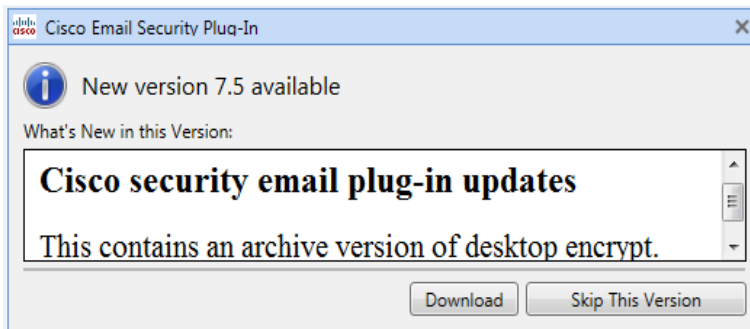 CISCO Cisco Email Security Plug-In
New version 7.5 available
What's New in this Version:
Cisco security email plug-in updates
This contains an archive version of desktop encrypt.
Download Skip This Version